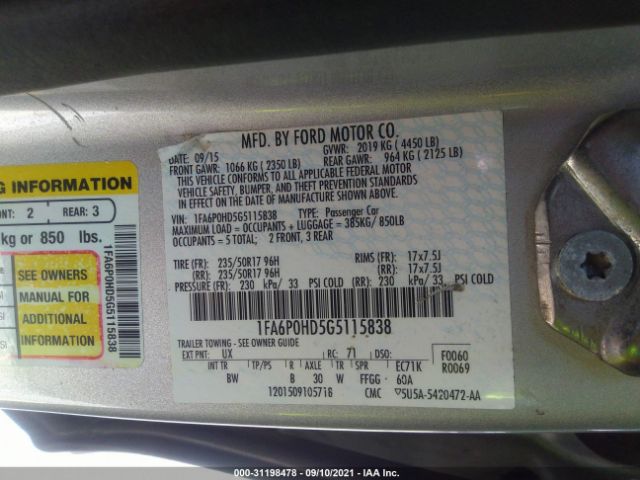 MFD. BY FORD MOTOR CO.
DATE: 09/15 GVWR: 2019 KG ( 4450 LB)
FRONT GAWR: 1066 KG ( 2350 LB) REAR GAWR: 964 KG ( 2125 LB)
THIS VEHICLE CONFORMS TO ALL APPLICABLE FEDERAL MOTOR
VEHICLE SAFETY, BUMPER, AND THEFT PREVENTION STANDARDS
IN EFFECT ON THE DATE OF MANUFACTURE SHOWN ABOVE.
VIN: 1FA6P0HD5G5115838 TYPE: Passenger Car
MAXIMUM LOAD = OCCUPANTS + LUGGAGE = 385KG/ 850LB
OCCUPANTS = 5 TOTAL; 2 FRONT, 3 REAR
TIRE (FR): 235/50R17 96H RIMS (FR): 17x7.5J
(RR): 235/50R17 96H (RR): 17x7.5J
PRESSURE (FR): 230 kPa/ 33 PSI COLD (RR): 230 kPa/ 33 PSI COLD
1FA6P0HD5G5115838
TRAILER TOWING - SEE OWNER GUIDE
EXT PNT: UX RC: 71 DSO: F0060
INT TR TP/PS R AXLE TR SPR EC71K R0069
BW B 30 W FFGG 60A
CMC 5U5A-5420472-AA
G INFORMATION
ONT: 2 REAR: 3
kg or 850 lbs.
SEE OWNERS
MANUAL FOR
ADDITIONAL
INFORMATION
1FA6P0HD5G5115838
000-31198478 - 09/10/2021 - IAA Inc.